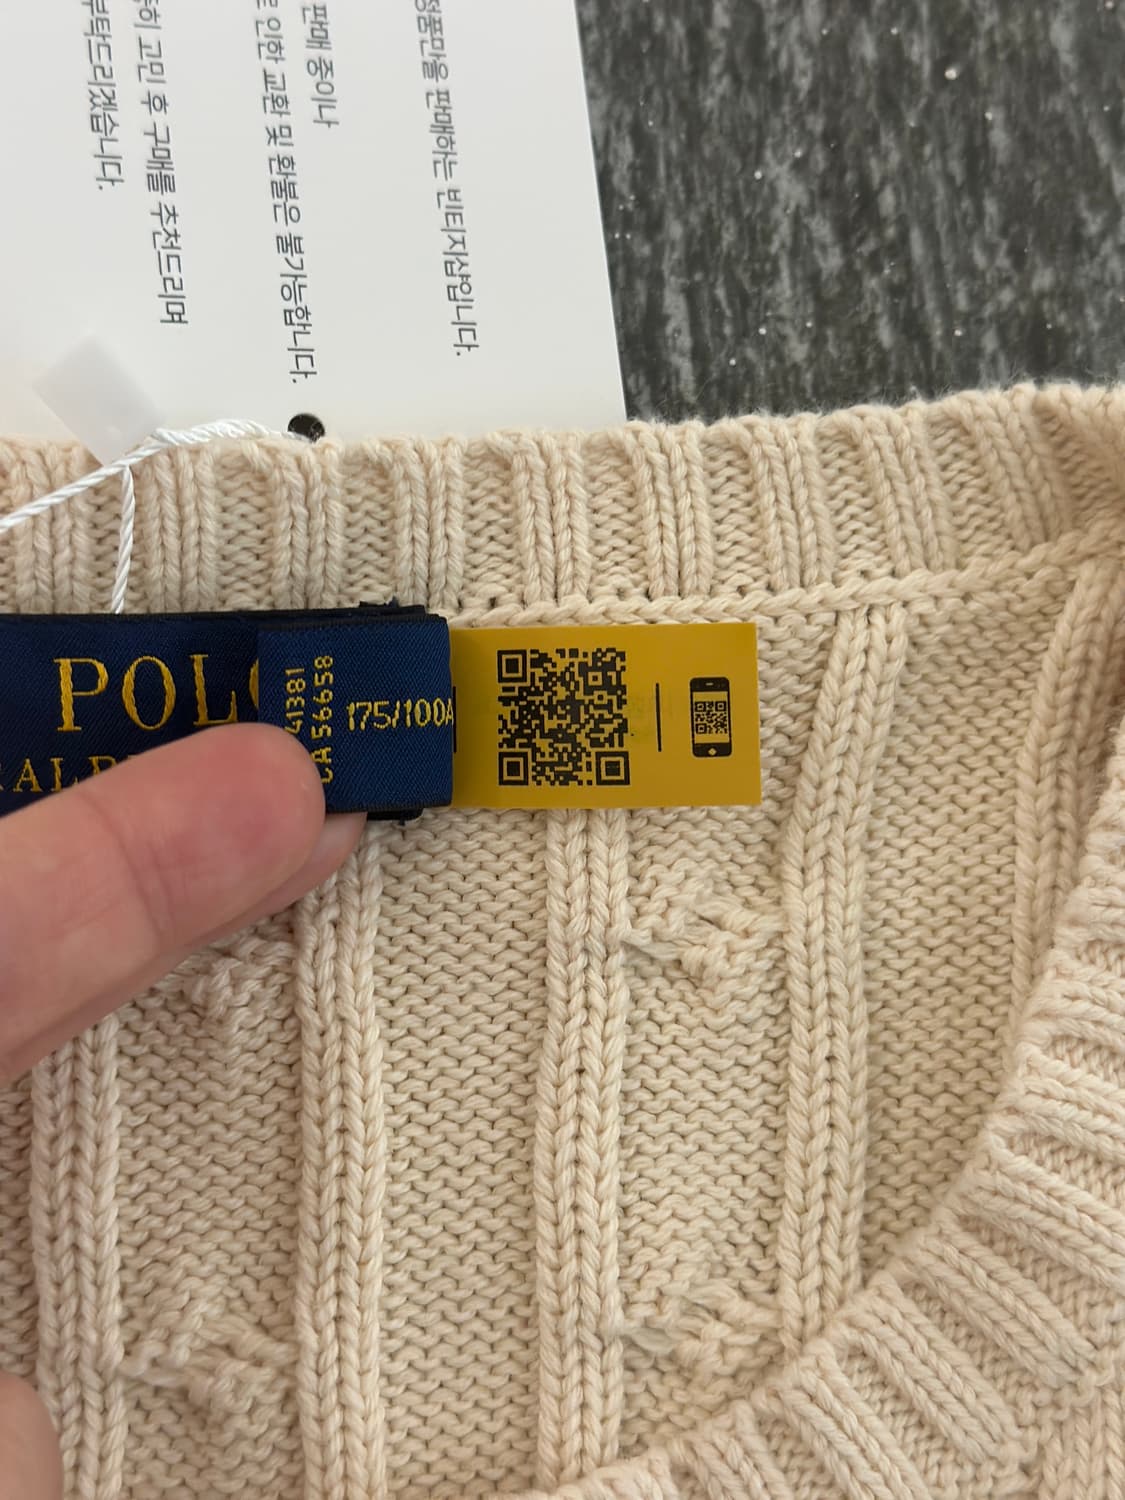 정품만을 판매하는 빈티지샵입니다.
판매 중이나
인한 교환 및 환불은 불가능합니다.
고민 후 구매를 추천드리며
부탁드리겠습니다.
POLO
RALPH
41381
CA 56658
175/100A